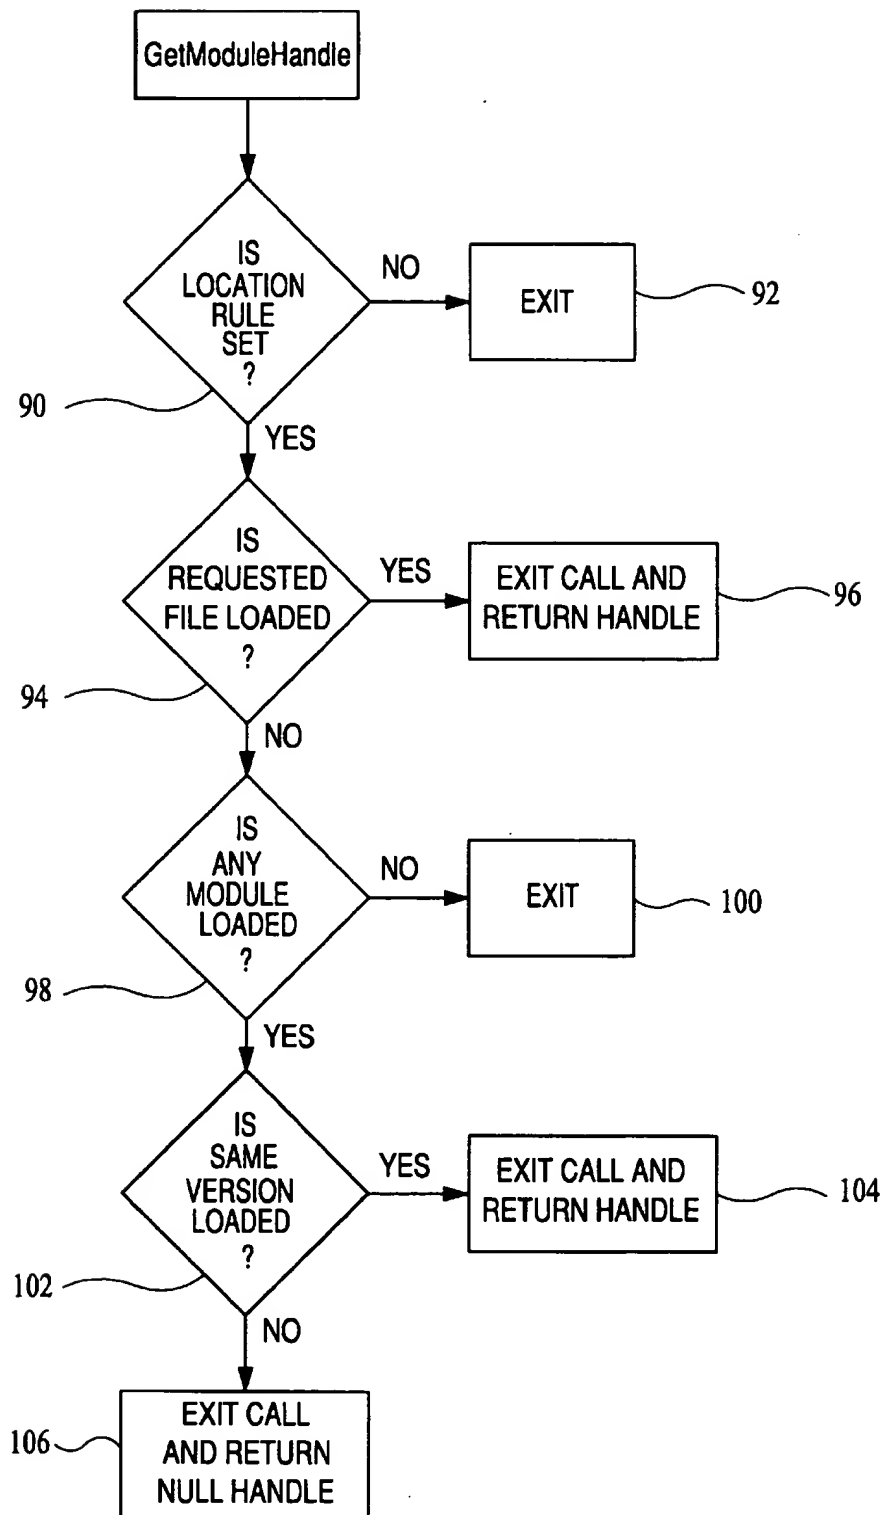 GetModuleHandle
IS
LOCATION
RULE
SET
?
NO
EXIT
92
90
YES
IS
REQUESTED
FILE LOADED
?
YES
EXIT CALL AND
RETURN HANDLE
96
94
NO
IS
ANY
MODULE
LOADED
?
NO
EXIT
100
98
YES
IS
SAME
VERSION
LOADED
?
YES
EXIT CALL AND
RETURN HANDLE
104
102
NO
106
EXIT CALL
AND RETURN
NULL HANDLE